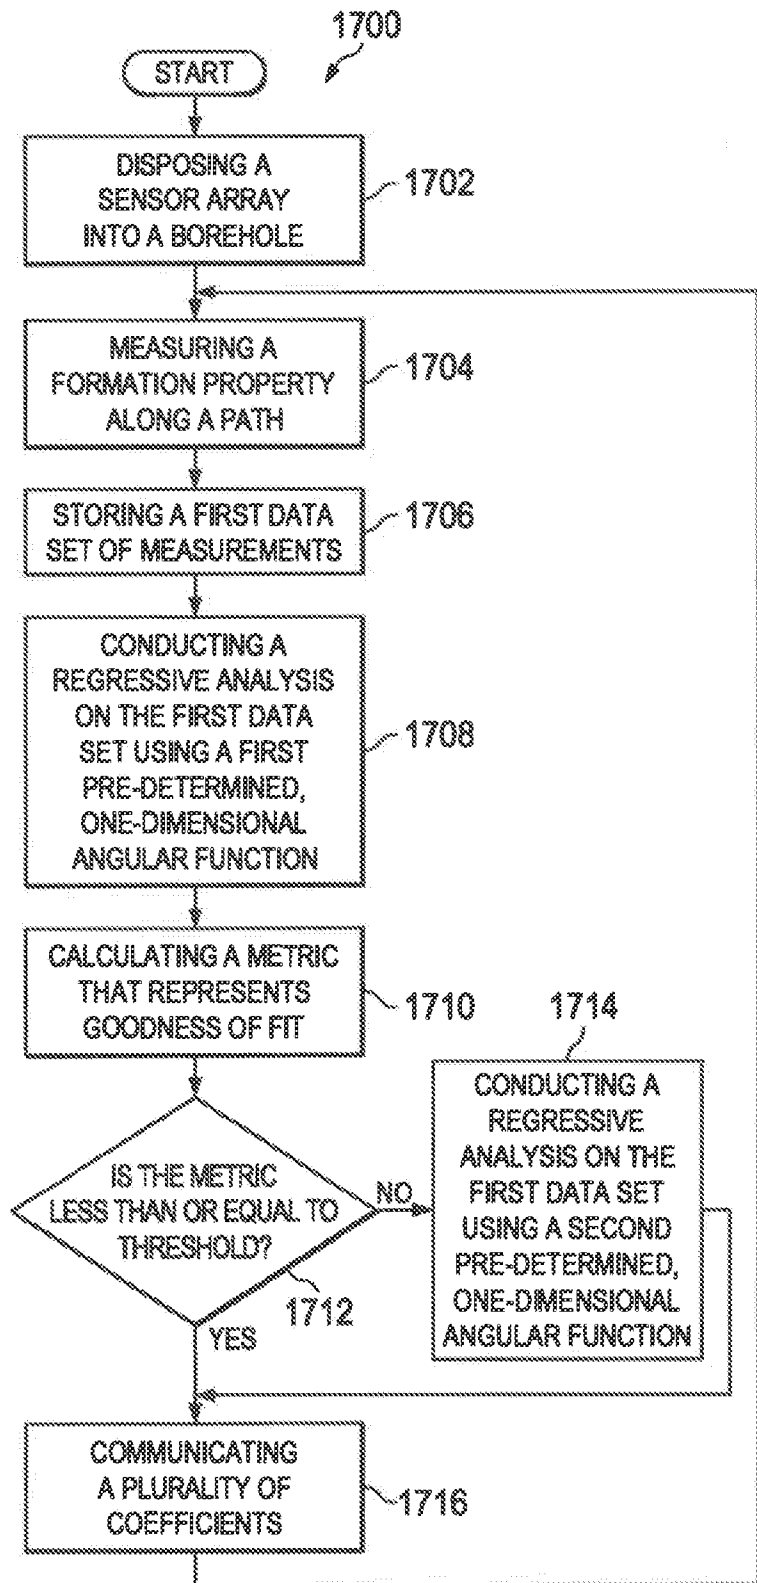 1700
START
DISPOSING A
SENSOR ARRAY
INTO A BOREHOLE
1702
MEASURING A
FORMATION PROPERTY
ALONG A PATH
1704
STORING A FIRST DATA
SET OF MEASUREMENTS
1706
CONDUCTING A
REGRESSIVE ANALYSIS
ON THE FIRST DATA
SET USING A FIRST
PRE-DETERMINED,
ONE-DIMENSIONAL
ANGULAR FUNCTION
1708
CALCULATING A METRIC
THAT REPRESENTS
GOODNESS OF FIT
1710
IS THE METRIC
LESS THAN OR EQUAL TO
THRESHOLD?
1712
NO
YES
1714
CONDUCTING A
REGRESSIVE
ANALYSIS ON THE
FIRST DATA SET
USING A SECOND
PRE-DETERMINED,
ONE-DIMENSIONAL
ANGULAR FUNCTION
COMMUNICATING
A PLURALITY OF
COEFFICIENTS
1716